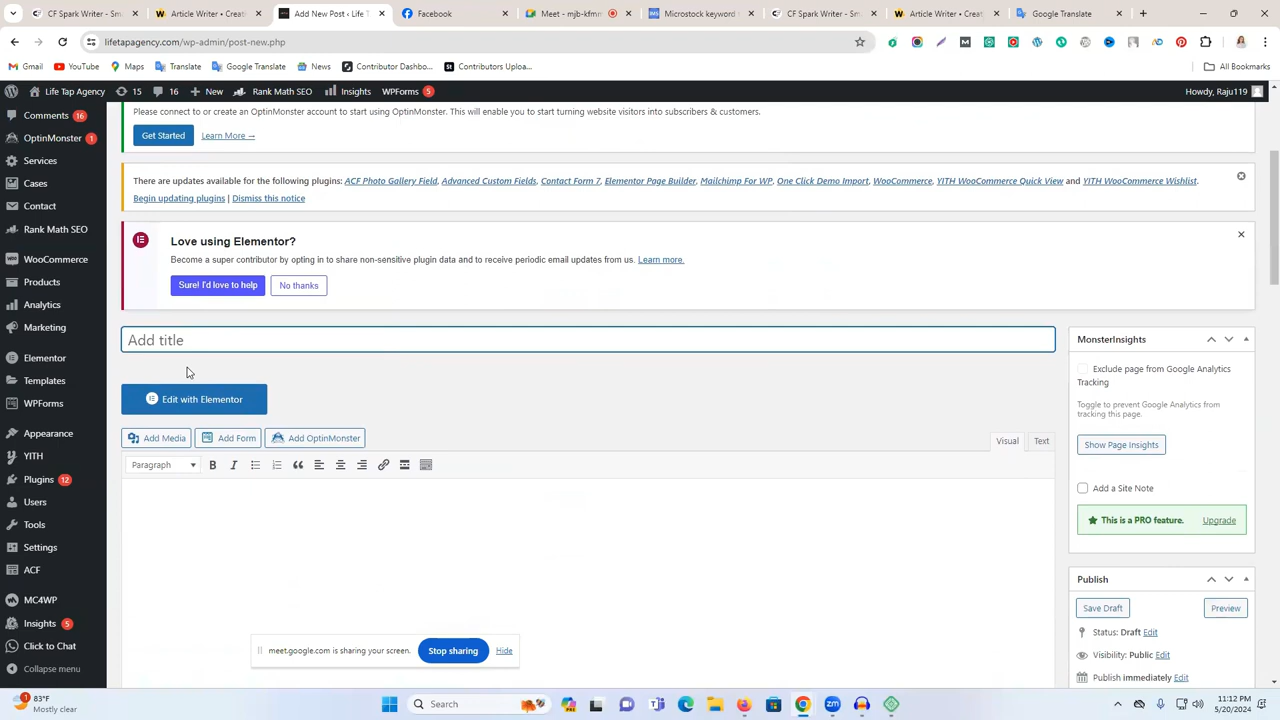 CF Spark Writer - Sma
Article Writer - Creat
Add New Post - Life T
Facebook
Meet - mjb-kfmr
Microstock keyword
CF Spark Writer - Sma
Article Writer - Creat
Google Translate
lifetapagency.com/wp-admin/post-new.php
Gmail YouTube Maps Translate Google Translate News Contributor Dashbo... Contributors Uploa... All Bookmarks
Life Tap Agency 15 16 New Rank Math SEO Insights WPForms 5 Howdy, Raju119
Comments 16
OptinMonster 1
Services
Cases
Contact
Rank Math SEO
WooCommerce
Products
Analytics
Marketing
Elementor
Templates
WPForms
Appearance
YITH
Plugins 12
Users
Tools
Settings
ACF
MC4WP
Insights 5
Click to Chat
Collapse menu
Please connect to or create an OptinMonster account to start using OptinMonster. This will enable you to start turning website visitors into subscribers & customers.
Get Started Learn More →
There are updates available for the following plugins: ACF Photo Gallery Field, Advanced Custom Fields, Contact Form 7, Elementor Page Builder, Mailchimp For WP, One Click Demo Import, WooCommerce, YITH WooCommerce Quick View and YITH WooCommerce Wishlist.
Begin updating plugins | Dismiss this notice
Love using Elementor?
Become a super contributor by opting in to share non-sensitive plugin data and to receive periodic email updates from us. Learn more.
Sure! I'd love to help No thanks
Add title
Edit with Elementor
Add Media Add Form Add OptinMonster Visual Text
Paragraph
MonsterInsights
Exclude page from Google Analytics
Tracking
Toggle to prevent Google Analytics from
tracking this page.
Show Page Insights
Add a Site Note
This is a PRO feature. Upgrade
Publish
Save Draft Preview
Status: Draft Edit
Visibility: Public Edit
Publish immediately Edit
meet.google.com is sharing your screen. Stop sharing Hide
1
83°F
Mostly clear
Search
11:12 PM
5/20/2024